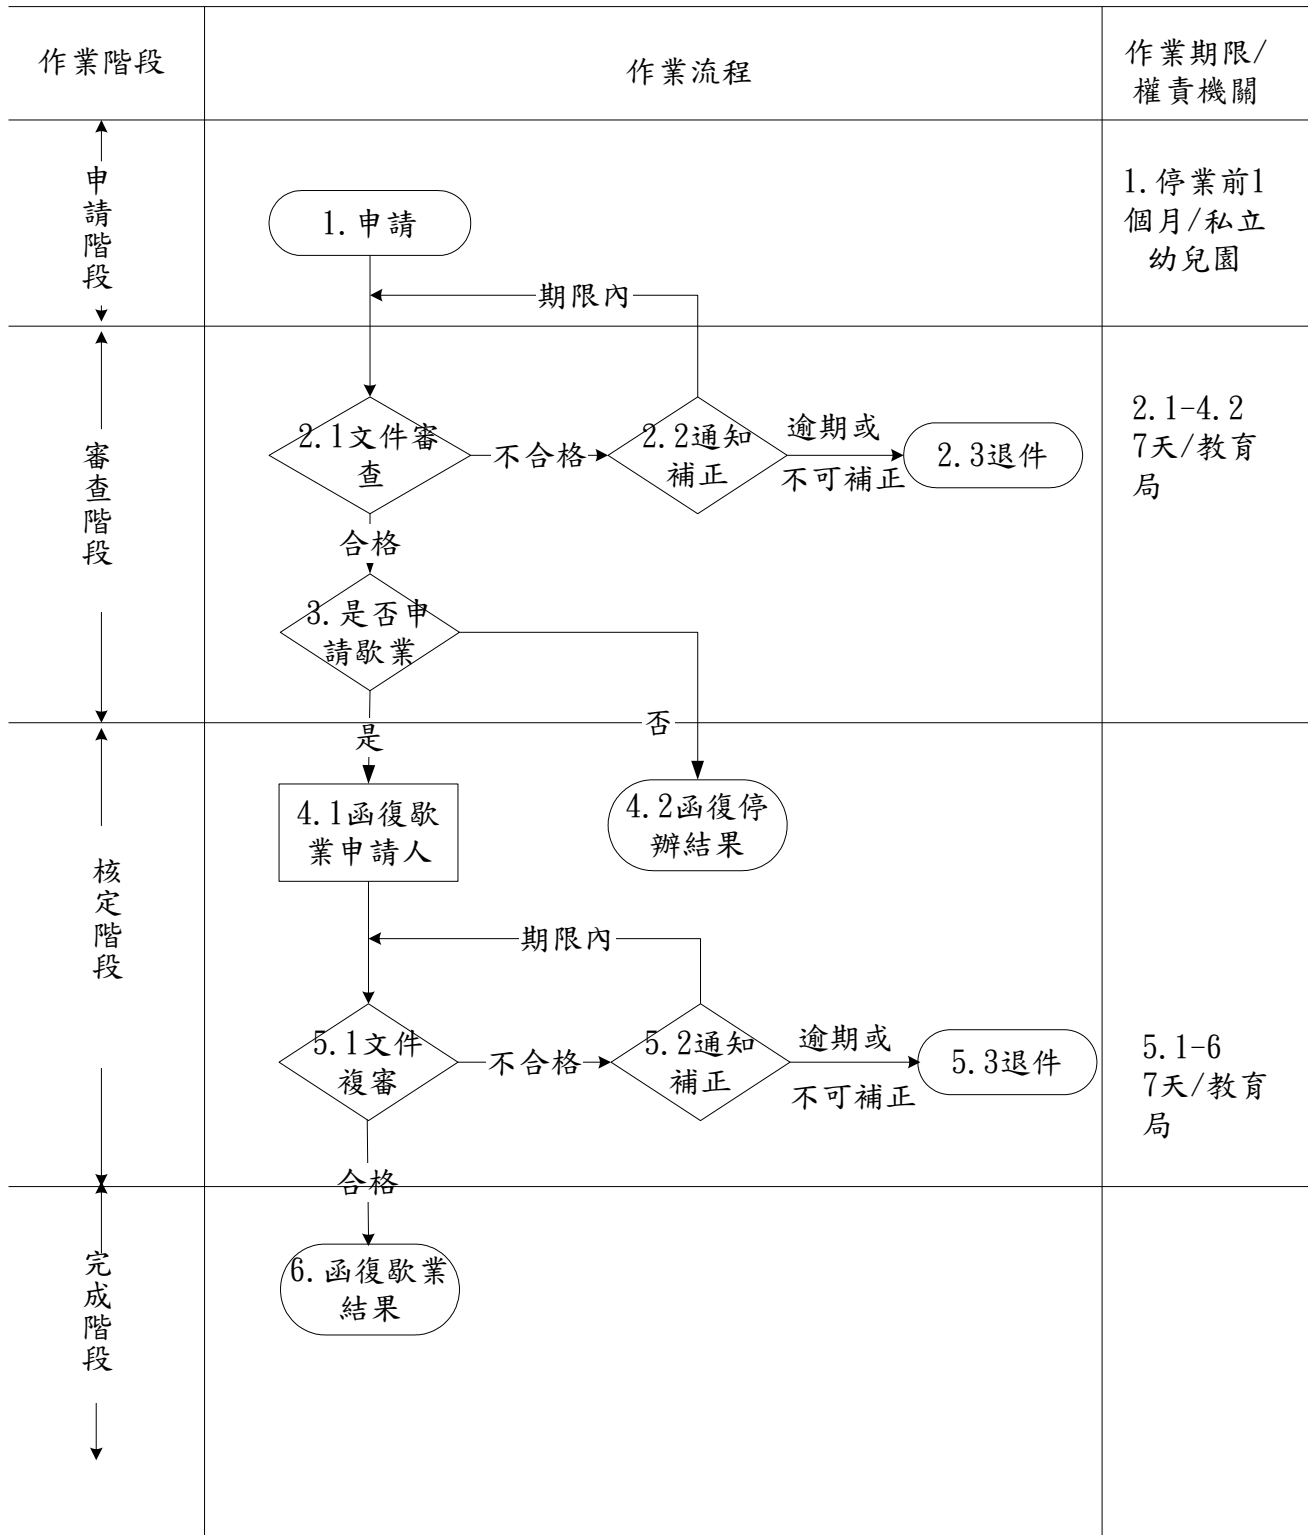 作業階段
作業流程
作業期限/
權責機關
申請階段
1.申請
1.停業前1
個月/私立
幼兒園
期限內
審查階段
2.1文件審
查
不合格
2.2通知
補正
逾期或
不可補正
2.3退件
2.1-4.2
7天/教育
局
合格
3.是否申
請歇業
是
否
核定階段
4.1函復歇
業申請人
4.2函復停
辦結果
期限內
5.1文件
複審
不合格
5.2通知
補正
逾期或
不可補正
5.3退件
5.1-6
7天/教育
局
合格
完成階段
6.函復歇業
結果